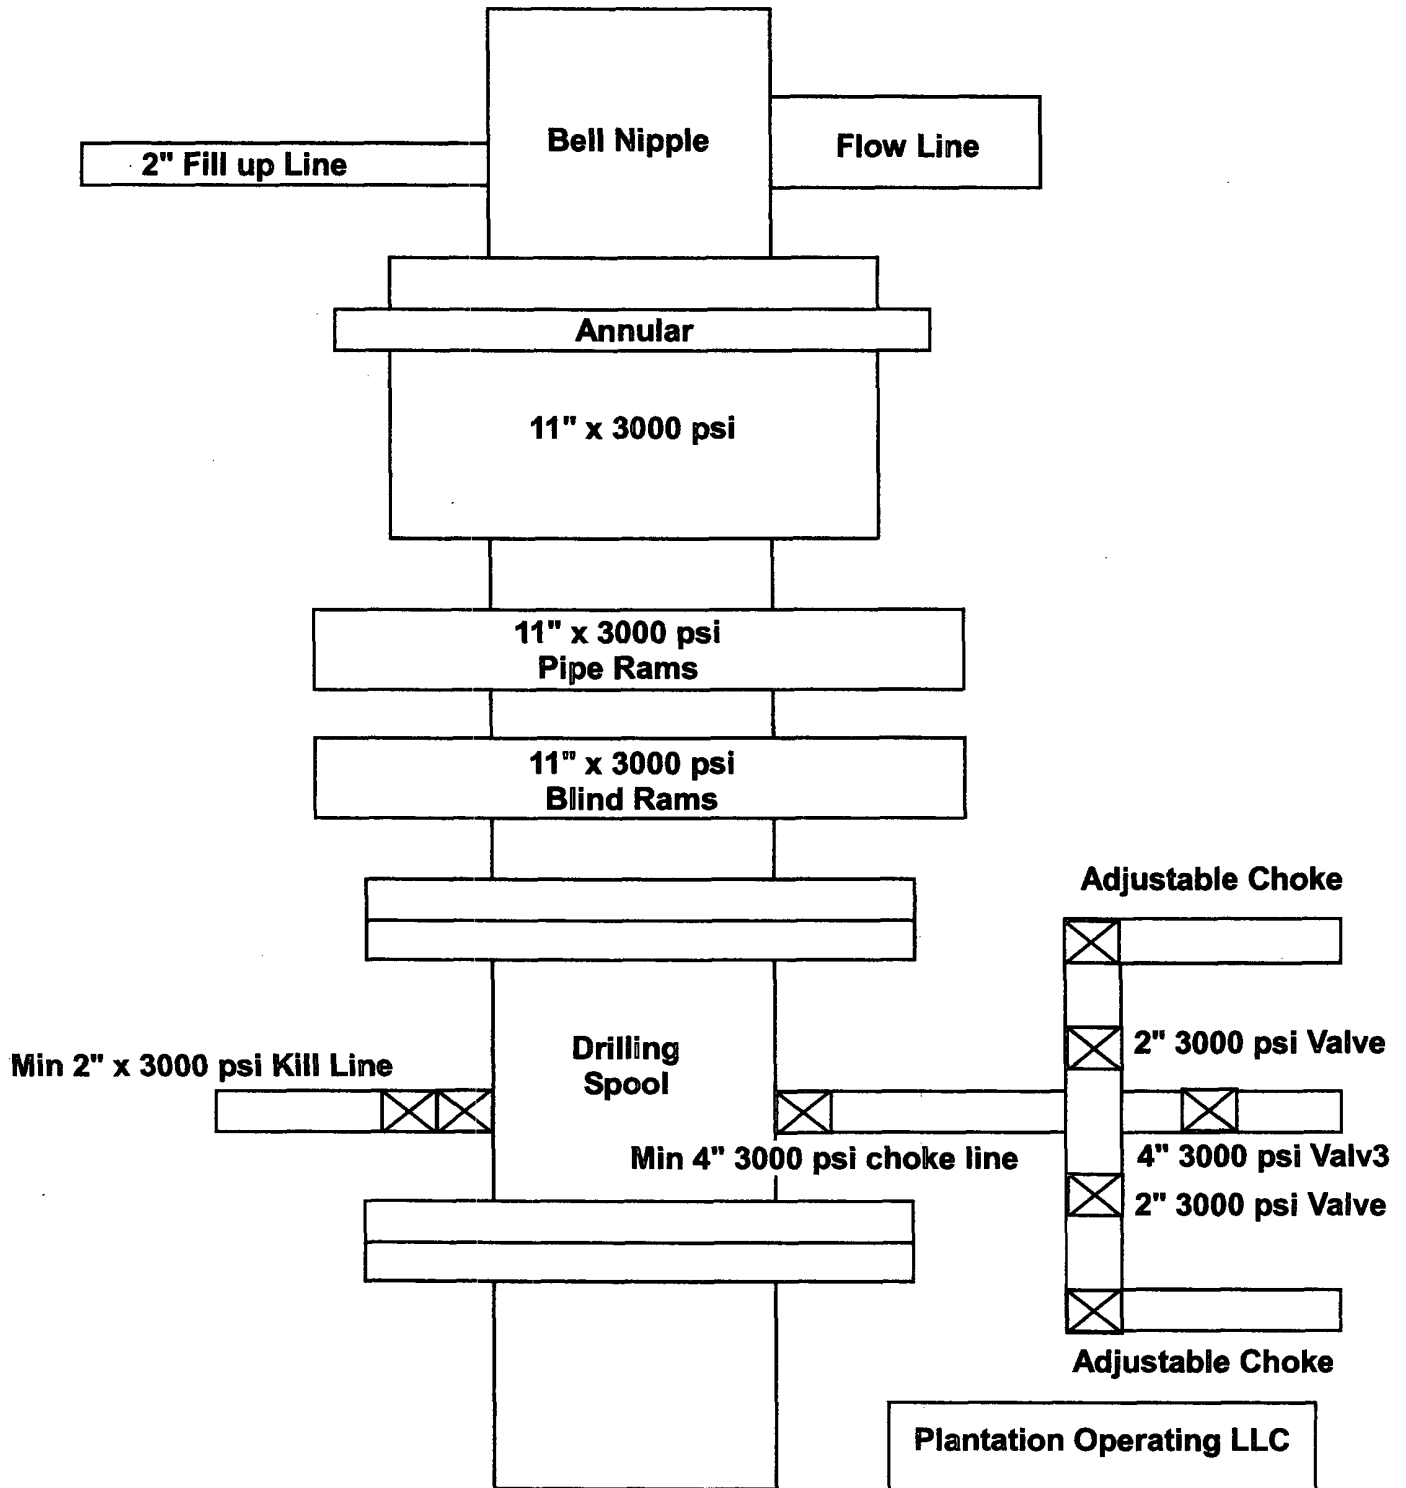 Bell Nipple
Flow Line
2" Fill up Line
Annular
11" x 3000 psi
11" x 3000 psi
Pipe Rams
11" x 3000 psi
Blind Rams
Adjustable Choke
2" 3000 psi Valve
Drilling
Spool
Min 2" x 3000 psi Kill Line
Min 4" 3000 psi choke line
4" 3000 psi Valv3
2" 3000 psi Valve
Adjustable Choke
Plantation Operating LLC